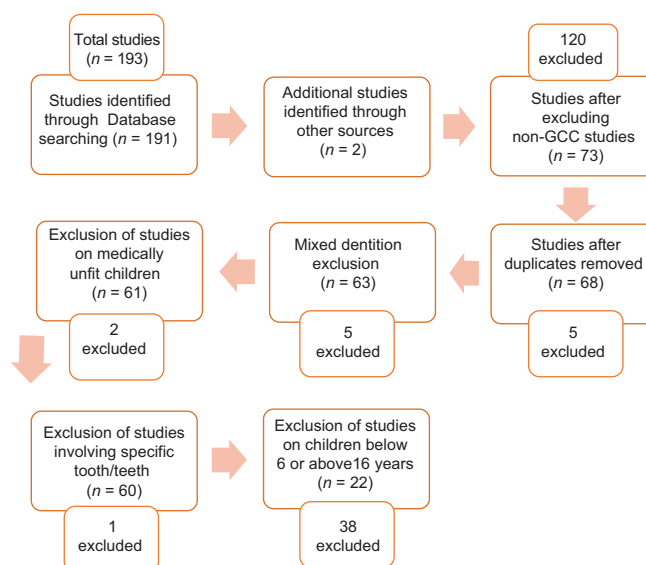 Total studies
(n = 193)
Studies identified
through Database
searching (n = 191)
Additional studies
identified through
other sources
(n = 2)
120
excluded
Studies after
excluding
non-GCC studies
(n = 73)
Studies after
duplicates removed
(n = 68)
5
excluded
Mixed dentition
exclusion
(n = 63)
5
excluded
Exclusion of studies
on medically
unfit children
(n = 61)
2
excluded
Exclusion of studies
involving specific
tooth/teeth
(n = 60)
1
excluded
Exclusion of studies
on children below
6 or above16 years
(n = 22)
38
excluded